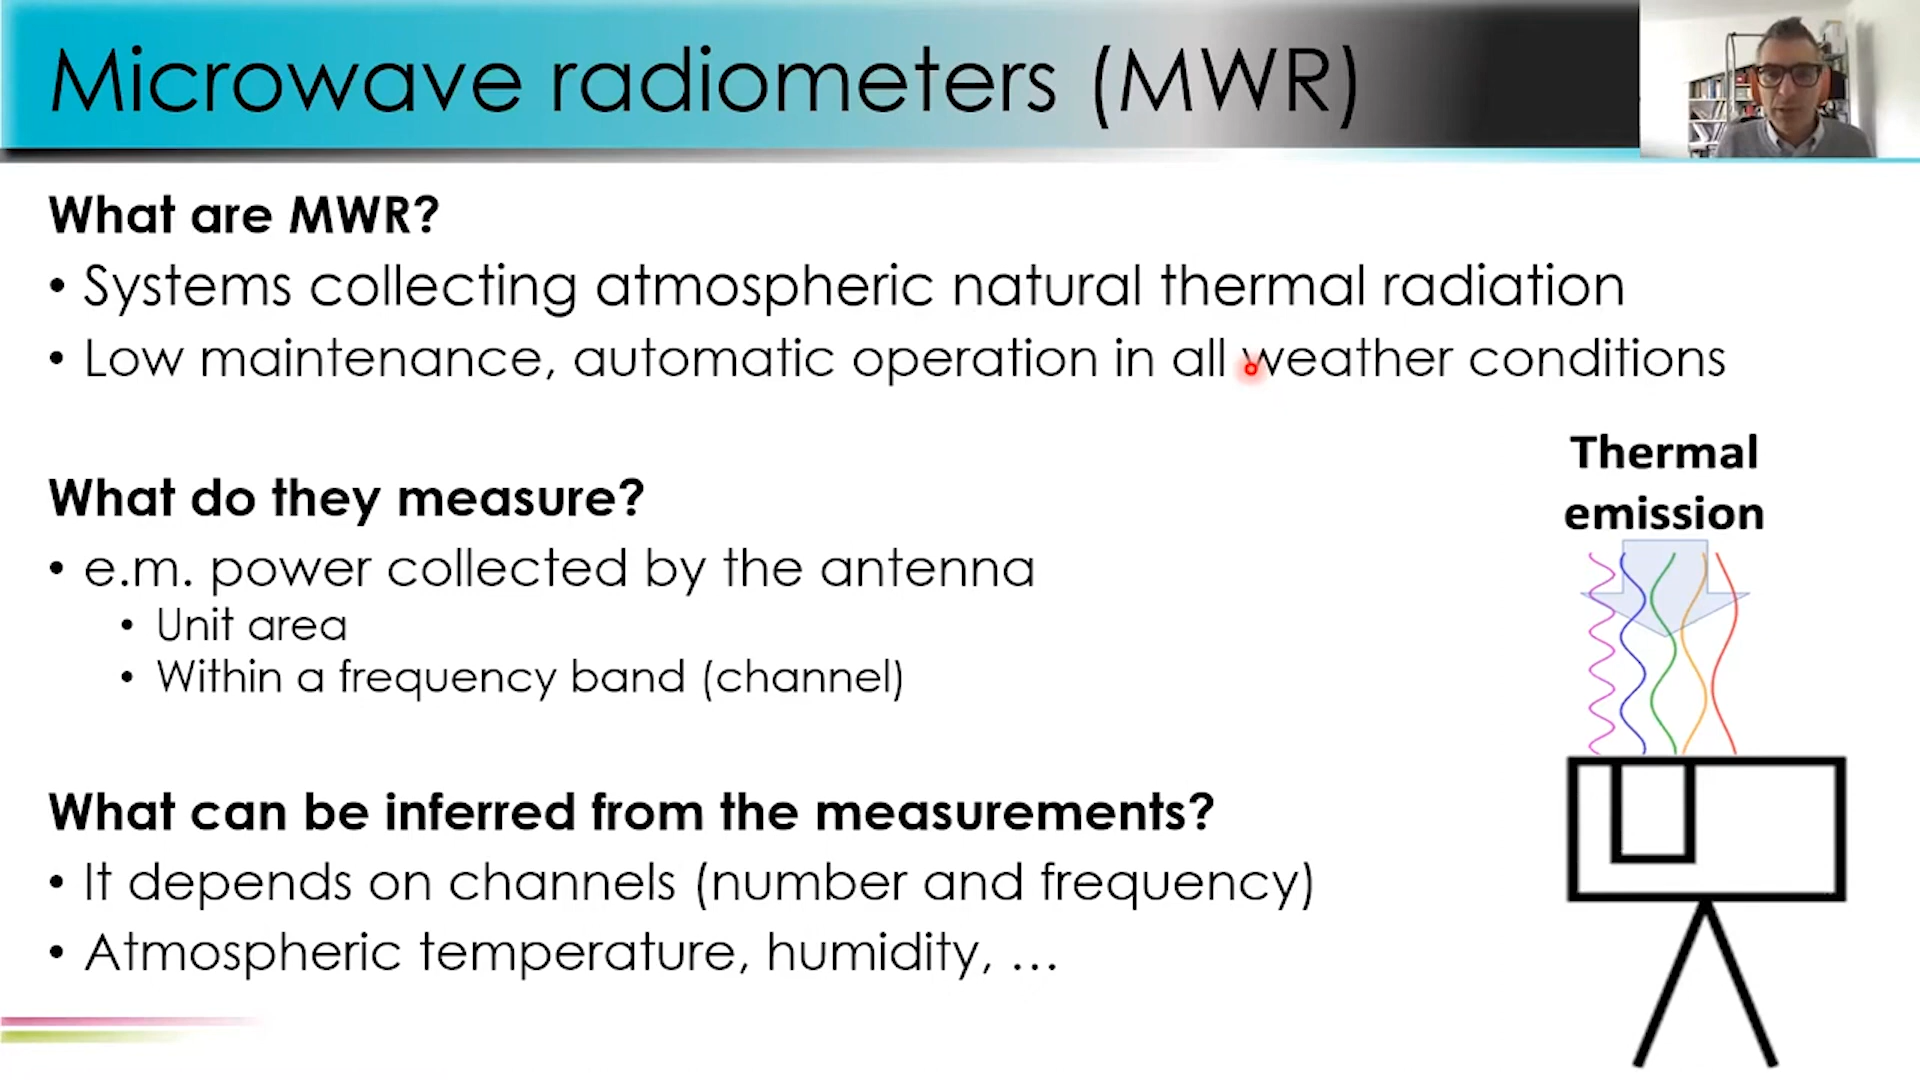 Microwave radiometers (MWR)
What are MWR?
• Systems collecting atmospheric natural thermal radiation
• Low maintenance, automatic operation in all weather conditions
What do they measure?
• e.m. power collected by the antenna
• Unit area
• Within a frequency band (channel)
What can be inferred from the measurements?
• It depends on channels (number and frequency)
• Atmospheric temperature, humidity, …
Thermal
emission